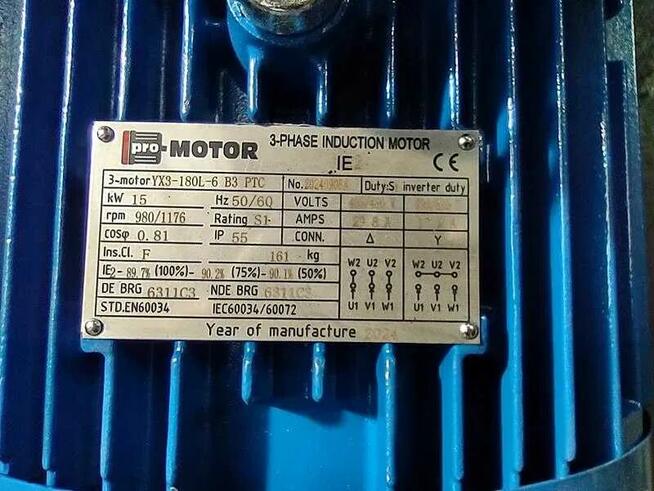 pro-MOTOR
3-PHASE INDUCTION MOTOR
IE2
CE
3-motor YX3-180L-6 B3 PTC No. Duty:S inverter duty
kW 15 Hz 50/60 VOLTS
rpm 980/1176 Rating S1 AMPS
cosφ 0.81 IP 55 CONN. Δ Y
Ins.Cl. F 161 kg
W2 U2 V2 W2 U2 V2
IE2-89.7% (100%)-90.2% (75%)-90.1% (50%)
DE BRG 6311C3 NDE BRG 6311C3
U1 V1 W1 U1 V1 W1
STD.EN60034 IEC60034/60072
Year of manufacture 2024